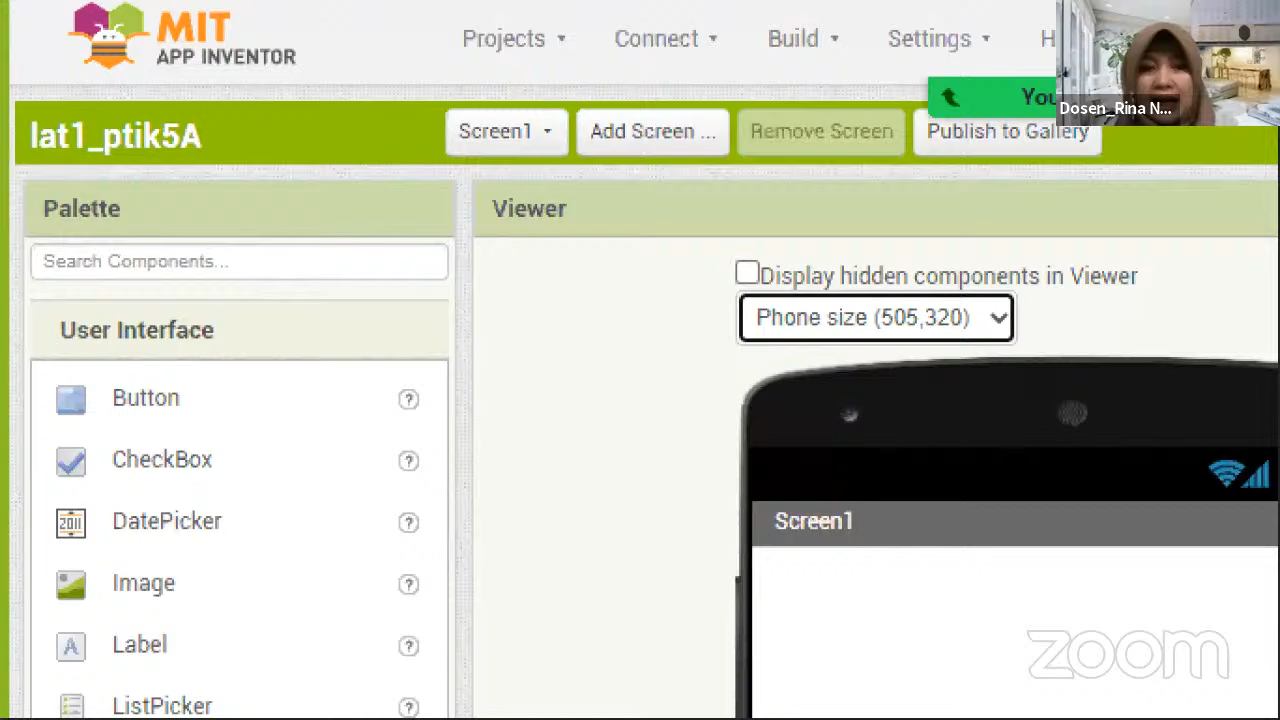 MIT
APP INVENTOR
Projects
Connect
Build
Settings
H
You
Dosen_Rina N...
lat1_ptik5A
Screen1
Add Screen ...
Remove Screen
Publish to Gallery
Palette
Search Components...
User Interface
Button
?
CheckBox
?
2011
DatePicker
?
Image
?
A
Label
?
ListPicker
?
Viewer
Display hidden components in Viewer
Phone size (505,320)
Screen1
zoom